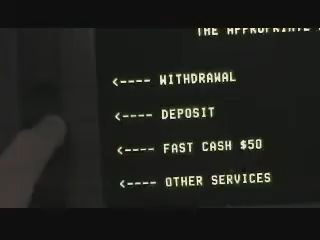 THE APPROPRIATE
<---- WITHDRAWAL
<---- DEPOSIT
<---- FAST CASH $50
<---- OTHER SERVICES